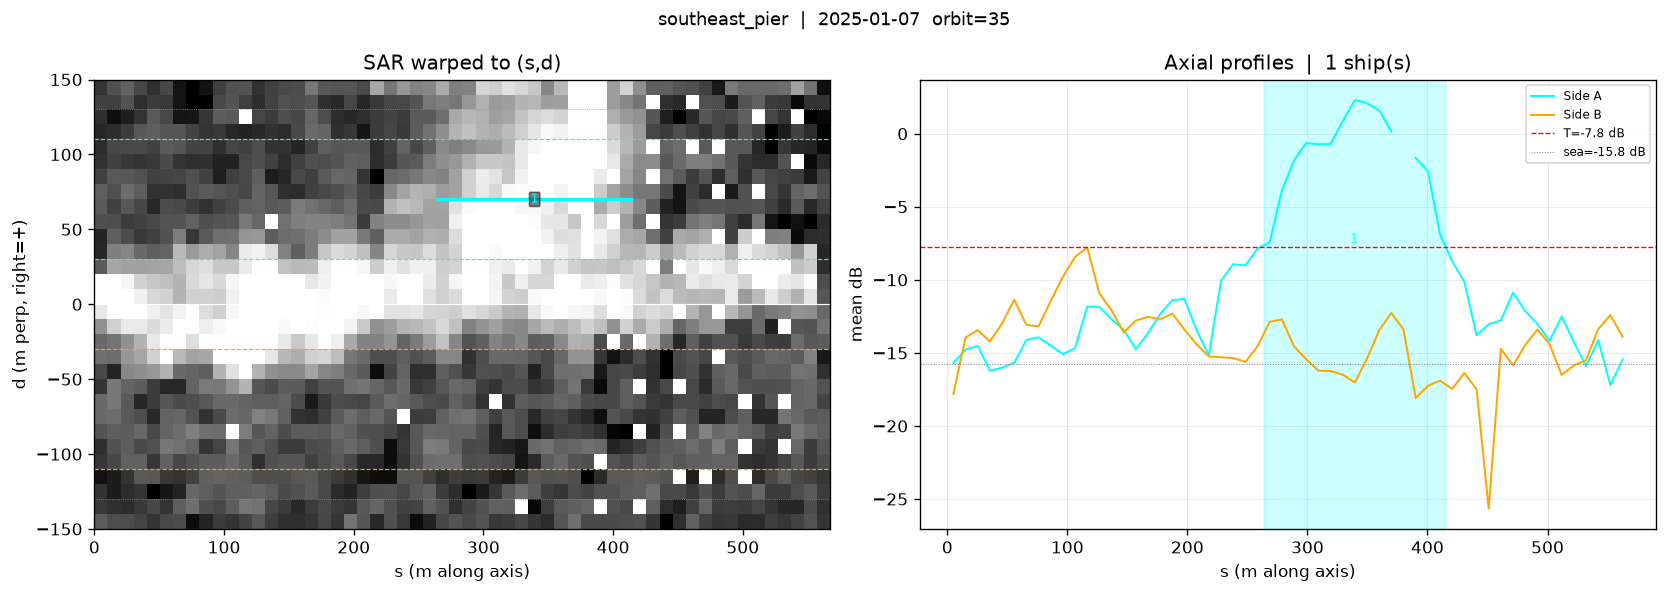 southeast_pier  |  2025-01-07  orbit=35
SAR warped to (s,d)
150
100
50
0
−50
−100
−150
d (m perp, right=+)
1
0
100
200
300
400
500
s (m along axis)
Axial profiles  |  1 ship(s)
Side A
Side B
T=-7.8 dB
sea=-15.8 dB
0
−5
−10
−15
−20
−25
mean dB
1
0
100
200
300
400
500
s (m along axis)